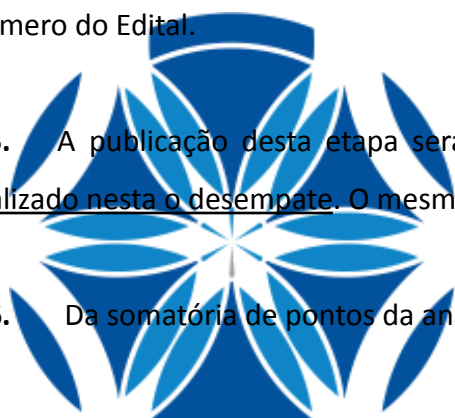 mero do Edital.
. A publicação desta etapa será
lizado nesta o desempate. O mesm
. Da somatória de pontos da an